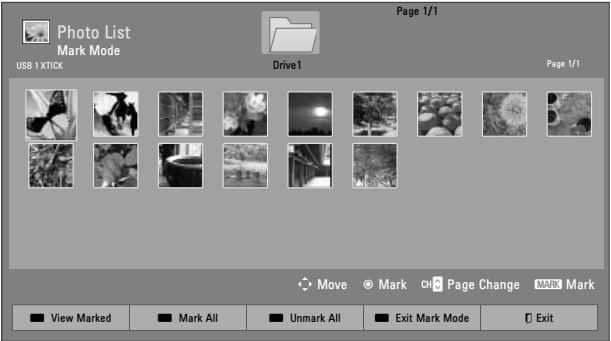 Page 1/1
Photo List
Mark Mode
USB 1 XTICK
Drive1
Page 1/1
Move Mark CH Page Change MARK Mark
View Marked Mark All Unmark All Exit Mark Mode Exit